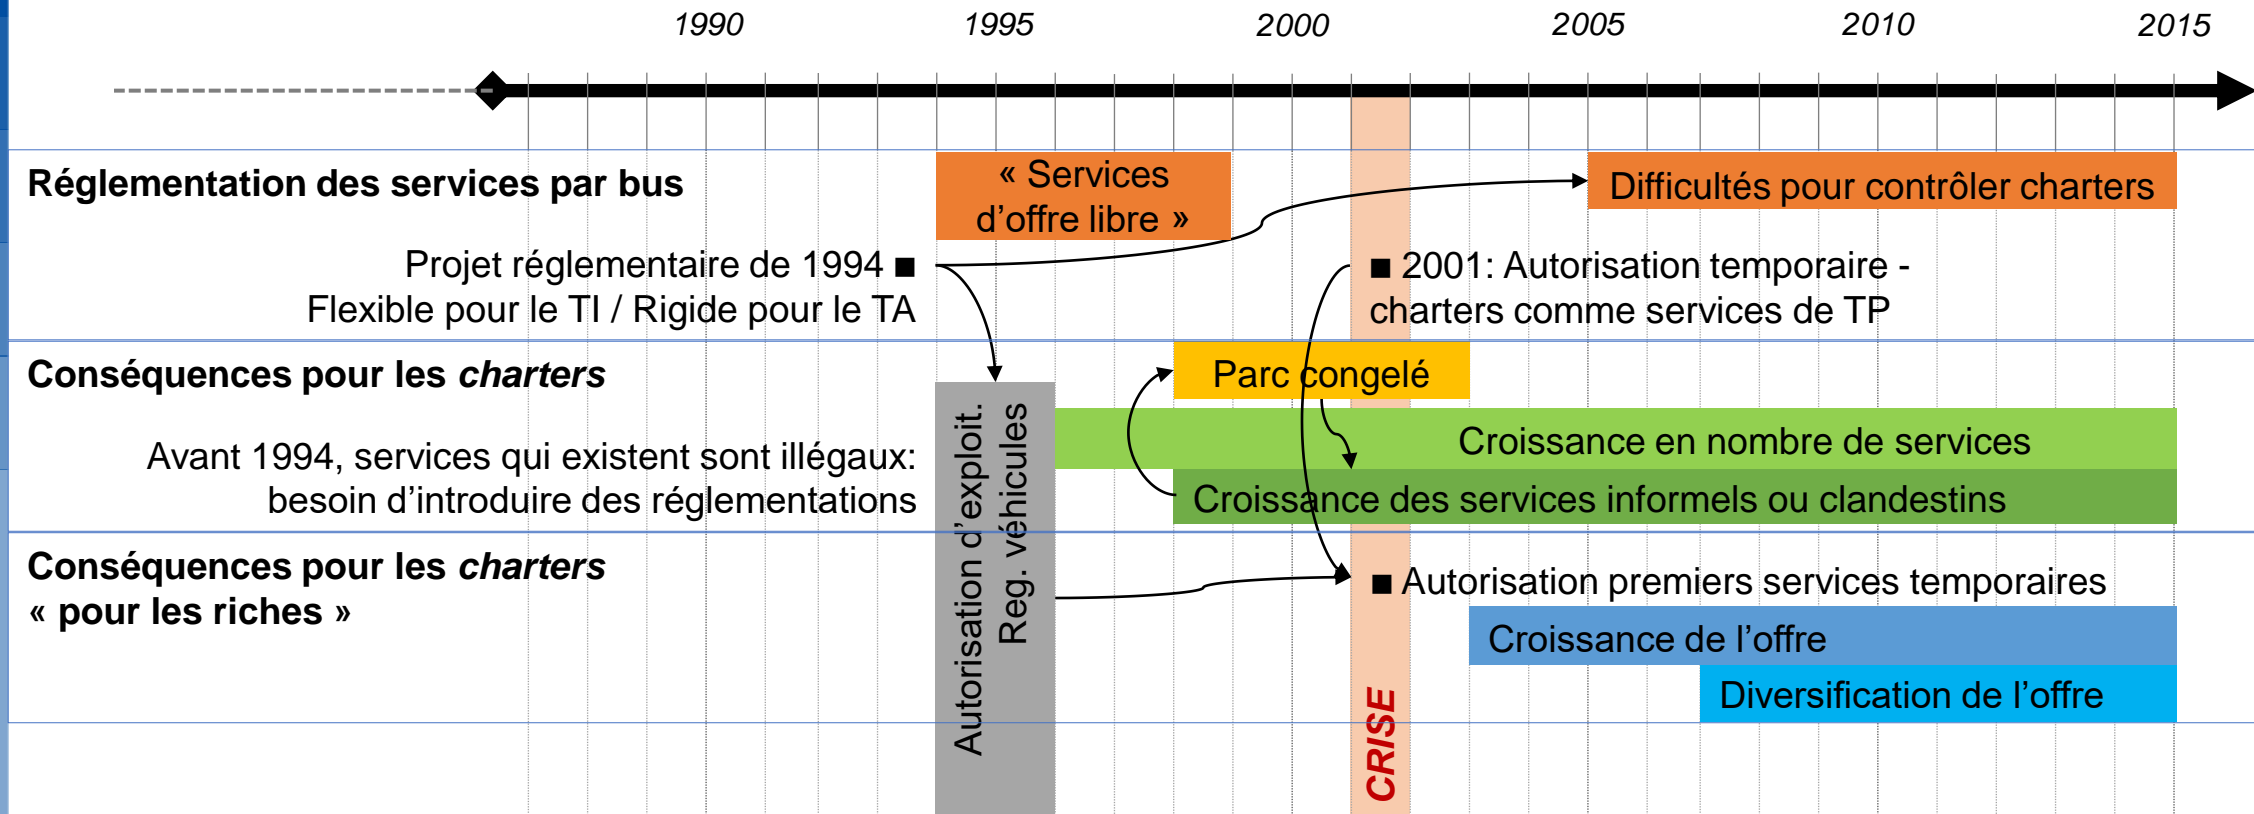 1990 1995 2000 2005 2010 2015
Réglementation des services par bus
« Services
d’offre libre »
Difficultés pour contrôler charters
Projet réglementaire de 1994 ■
Flexible pour le TI / Rigide pour le TA
■ 2001: Autorisation temporaire -
charters comme services de TP
Conséquences pour les charters
Parc congelé
Avant 1994, services qui existent sont illégaux:
besoin d’introduire des réglementations
Autorisation d’exploit.
Reg. véhicules
Croissance en nombre de services
Croissance des services informels ou clandestins
Conséquences pour les charters
« pour les riches »
■ Autorisation premiers services temporaires
Croissance de l’offre
Diversification de l’offre
CRISE